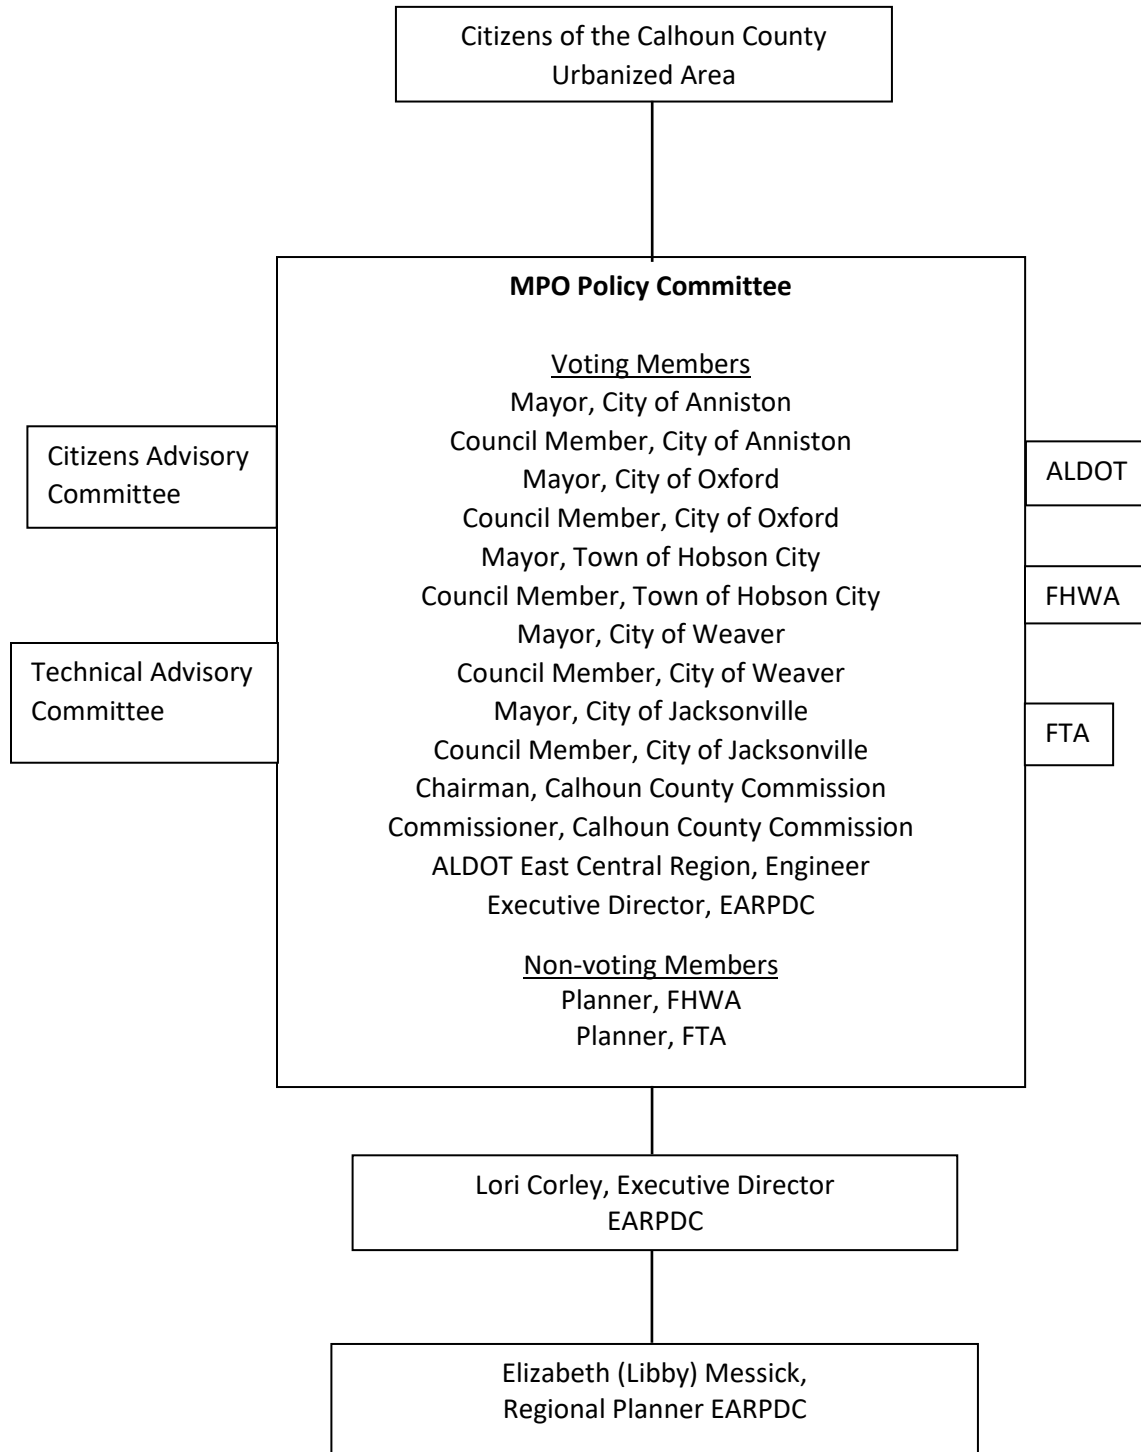 Citizens of the Calhoun County
Urbanized Area
MPO Policy Committee
Voting Members
Mayor, City of Anniston
Council Member, City of Anniston
Mayor, City of Oxford
Council Member, City of Oxford
Mayor, Town of Hobson City
Council Member, Town of Hobson City
Mayor, City of Weaver
Council Member, City of Weaver
Mayor, City of Jacksonville
Council Member, City of Jacksonville
Chairman, Calhoun County Commission
Commissioner, Calhoun County Commission
ALDOT East Central Region, Engineer
Executive Director, EARPDC
Non-voting Members
Planner, FHWA
Planner, FTA
Citizens Advisory
Committee
Technical Advisory
Committee
ALDOT
FHWA
FTA
Lori Corley, Executive Director
EARPDC
Elizabeth (Libby) Messick,
Regional Planner EARPDC